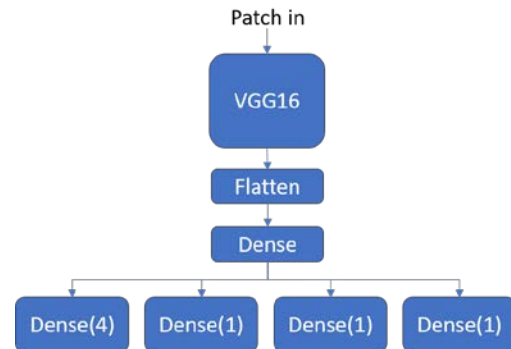 Patch in
VGG16
Flatten
Dense
Dense(4) Dense(1) Dense(1) Dense(1)